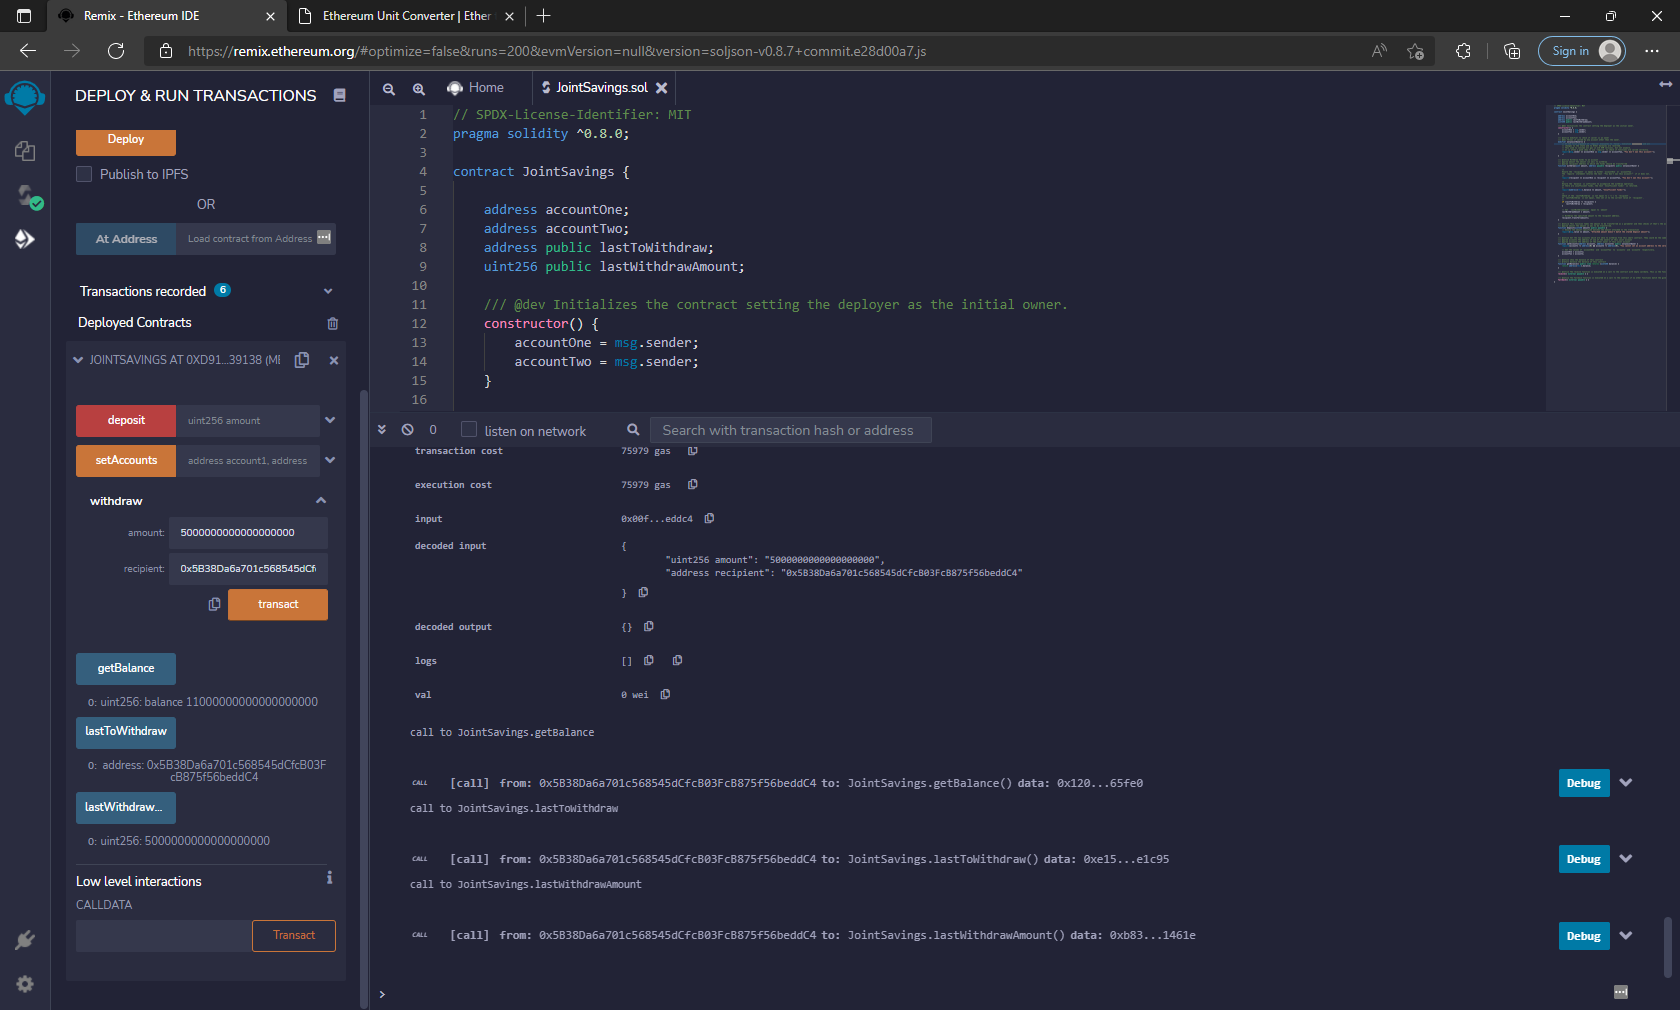 Remix - Ethereum IDE
Ethereum Unit Converter | Ether
https://remix.ethereum.org/#optimize=false&runs=200&evmVersion=null&version=soljson-v0.8.7+commit.e28d00a7.js
Sign in
DEPLOY & RUN TRANSACTIONS
Deploy
Publish to IPFS
OR
At Address
Load contract from Address
Transactions recorded 6
Deployed Contracts
JOINTSAVINGS AT 0XD91...39138 (ME
deposit
uint256 amount
setAccounts
address account1, address
withdraw
amount:
5000000000000000000
recipient:
0x5B38Da6a701c568545dCf
transact
getBalance
0: uint256: balance 11000000000000000000
lastToWithdraw
0: address: 0x5B38Da6a701c568545dCfcB03F
cB875f56beddC4
lastWithdraw...
0: uint256: 5000000000000000000
Low level interactions
i
CALLDATA
Transact
Home
JointSavings.sol
1 // SPDX-License-Identifier: MIT
2 pragma solidity ^0.8.0;
3
4 contract JointSavings {
5
6 address accountOne;
7 address accountTwo;
8 address public lastToWithdraw;
9 uint256 public lastWithdrawAmount;
10
11 /// @dev Initializes the contract setting the deployer as the initial owner.
12 constructor() {
13 accountOne = msg.sender;
14 accountTwo = msg.sender;
15 }
16
0
listen on network
Search with transaction hash or address
transaction cost 75979 gas
execution cost 75979 gas
input 0x00f...eddc4
decoded input {
"uint256 amount": "5000000000000000000",
"address recipient": "0x5B38Da6a701c568545dCfcB03FcB875f56beddC4"
}
decoded output {}
logs []
val 0 wei
call to JointSavings.getBalance
CALL [call] from: 0x5B38Da6a701c568545dCfcB03FcB875f56beddC4 to: JointSavings.getBalance() data: 0x120...65fe0
Debug
call to JointSavings.lastToWithdraw
CALL [call] from: 0x5B38Da6a701c568545dCfcB03FcB875f56beddC4 to: JointSavings.lastToWithdraw() data: 0xe15...e1c95
Debug
call to JointSavings.lastWithdrawAmount
CALL [call] from: 0x5B38Da6a701c568545dCfcB03FcB875f56beddC4 to: JointSavings.lastWithdrawAmount() data: 0xb83...1461e
Debug
>